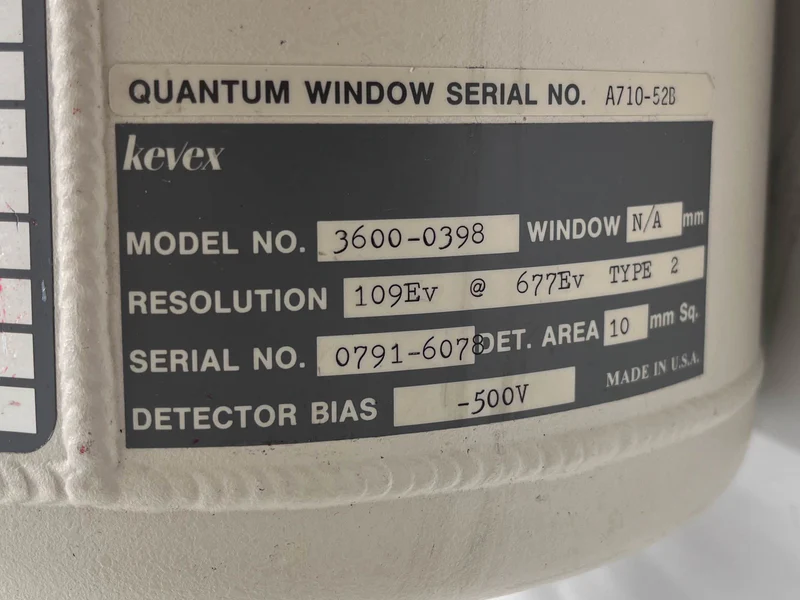 QUANTUM WINDOW SERIAL NO. A710-52B
kevex
MODEL NO. 3600-0398 WINDOW N/A mm
RESOLUTION 109Ev @ 677Ev TYPE 2
SERIAL NO. 0791-6078 DET. AREA 10 mm Sq.
DETECTOR BIAS -500V MADE IN U.S.A.